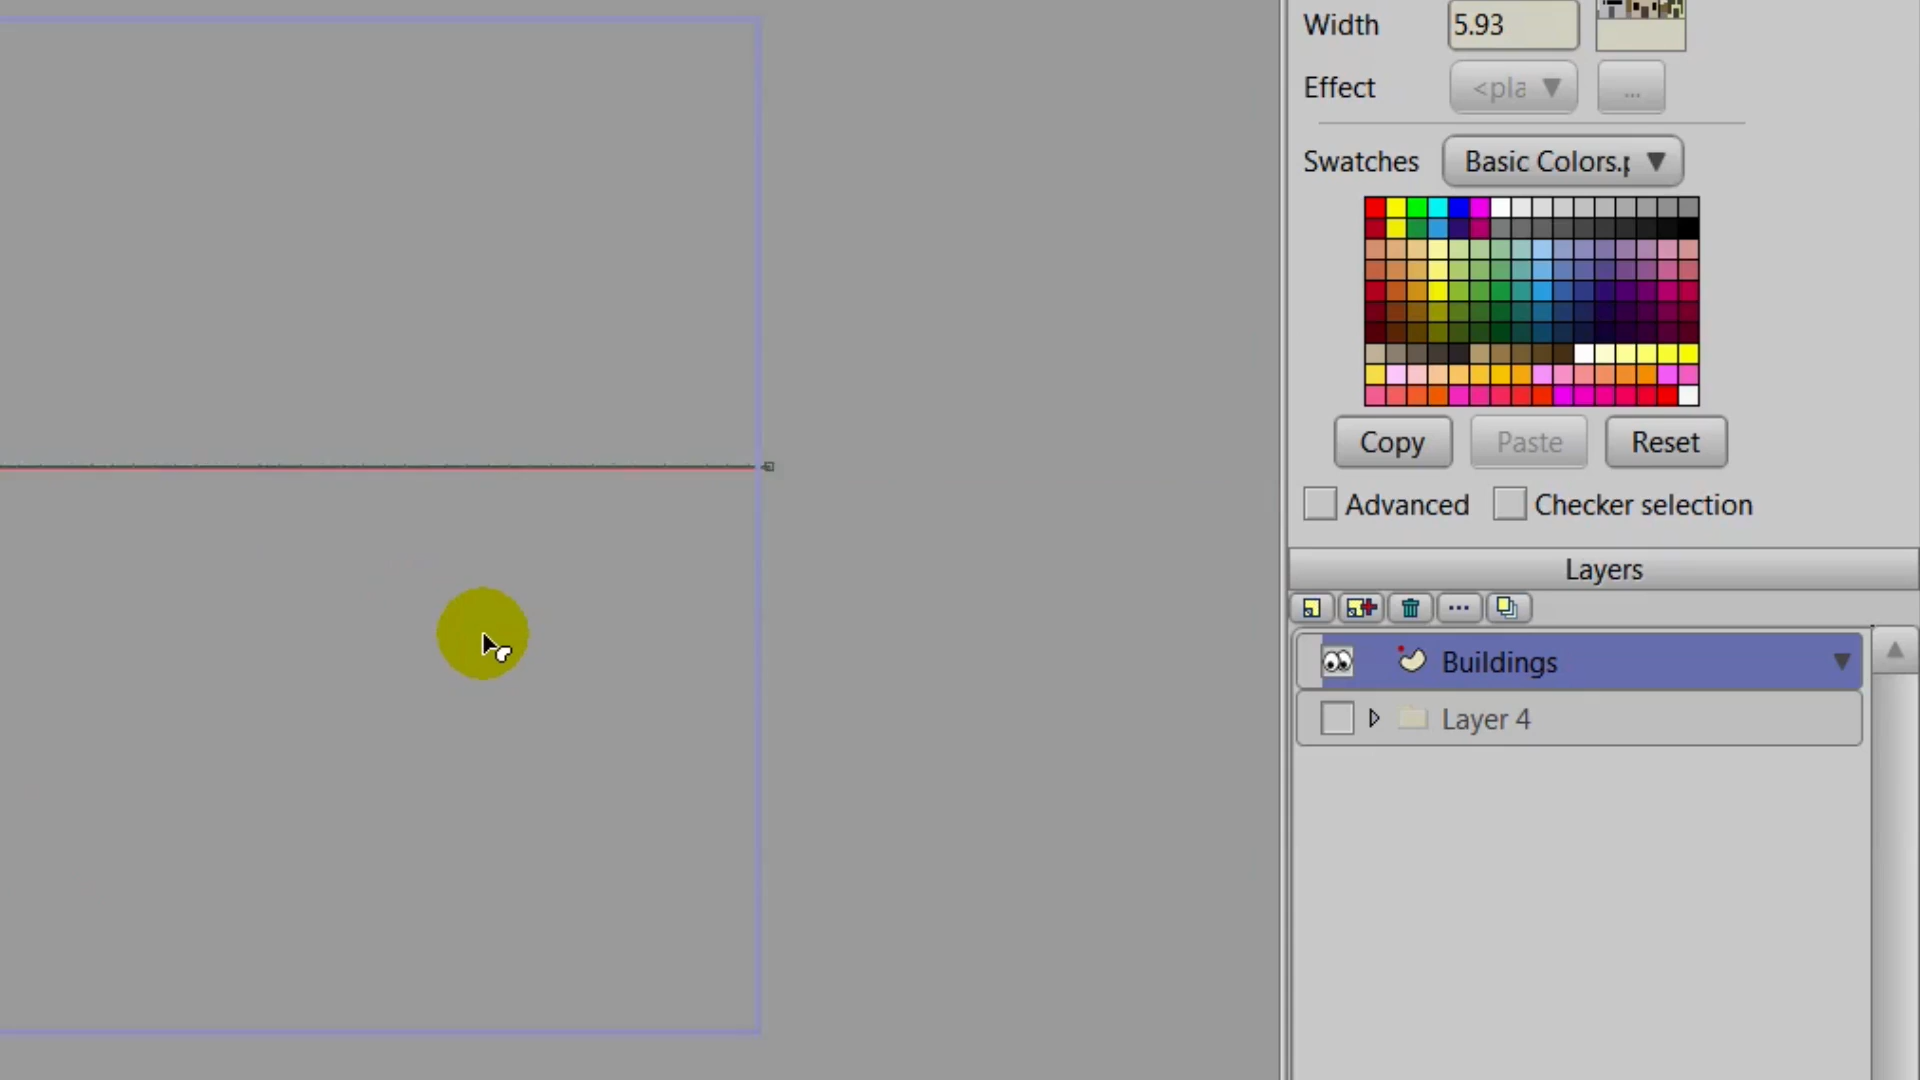 Width 5.93
Effect <pla ...
Swatches Basic Colors.p
Copy Paste Reset
Advanced Checker selection
Layers
...
Buildings
Layer 4